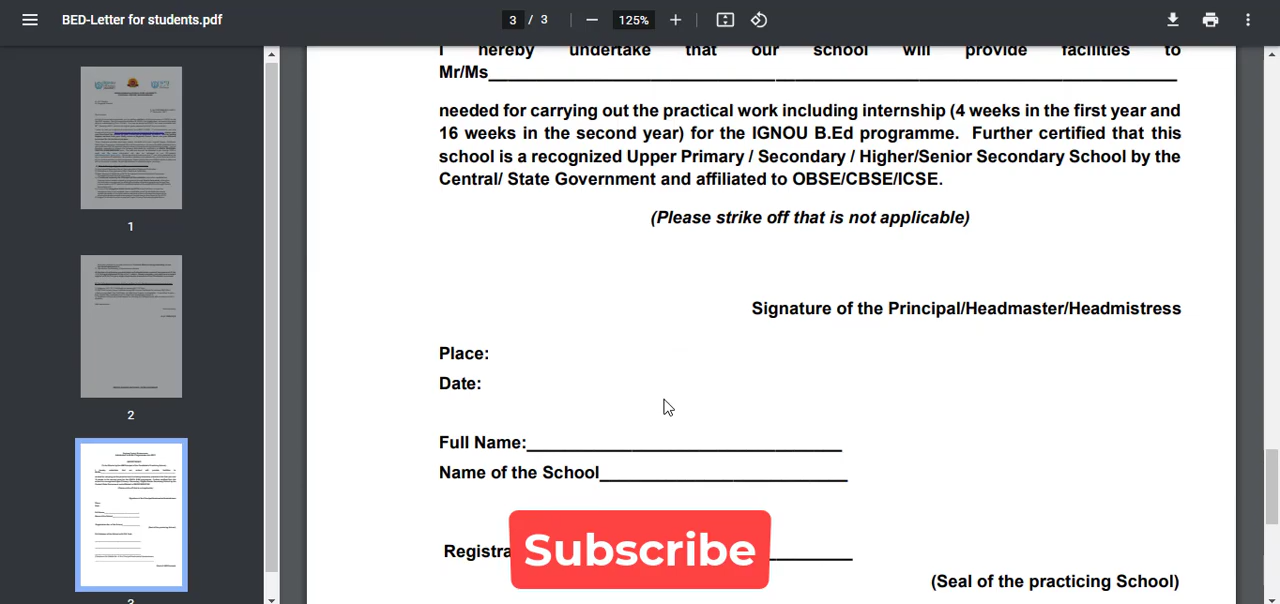 BED-Letter for students.pdf
3 / 3
125%
I hereby undertake that our school will provide facilities to
Mr/Ms
needed for carrying out the practical work including internship (4 weeks in the first year and
16 weeks in the second year) for the IGNOU B.Ed programme. Further certified that this
school is a recognized Upper Primary / Secondary / Higher/Senior Secondary School by the
Central/ State Government and affiliated to OBSE/CBSE/ICSE.
(Please strike off that is not applicable)
Signature of the Principal/Headmaster/Headmistress
Place:
Date:
Full Name:
Name of the School
Registra
Subscribe
(Seal of the practicing School)
1
2
3